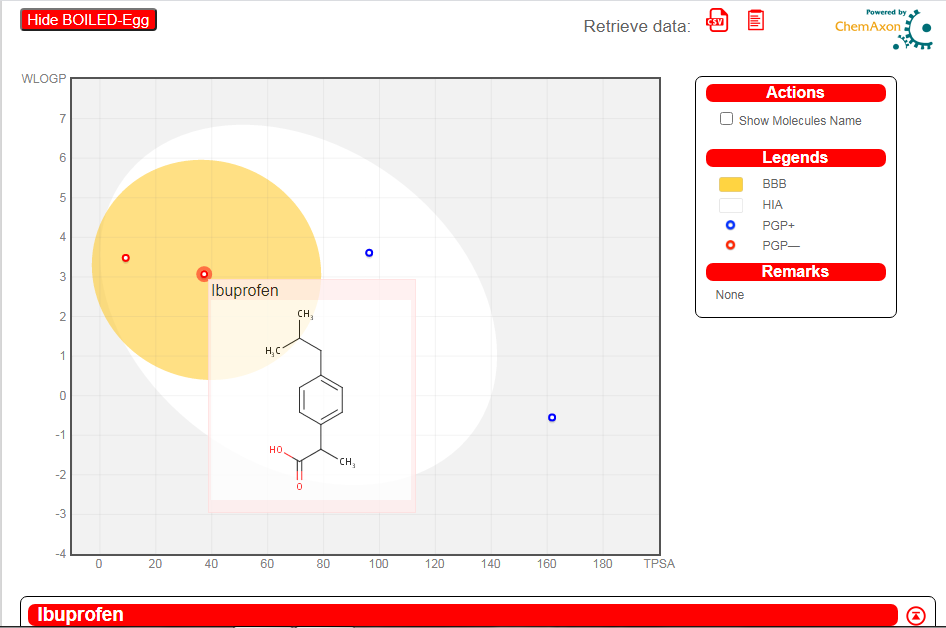 Hide BOILED-Egg
Retrieve data:
CSV
Powered by
ChemAxon
WLOGP
7
6
5
4
3
2
1
0
-1
-2
-3
-4
0 20 40 60 80 100 120 140 160 180 TPSA
Ibuprofen
CH₃
H₃C
HO
CH₃
O
Actions
Show Molecules Name
Legends
BBB
HIA
PGP+
PGP—
Remarks
None
Ibuprofen